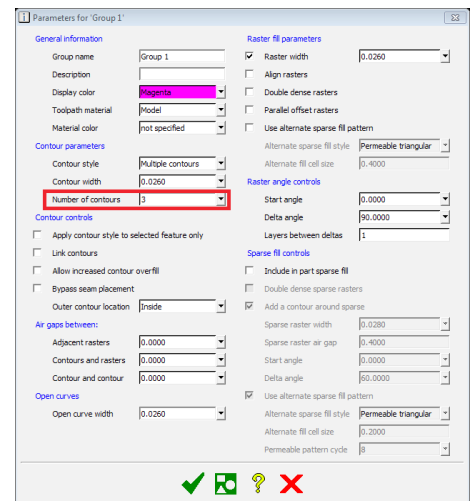 Parameters for 'Group 1'
General information
Group name Group 1
Description
Display color Magenta
Toolpath material Model
Material color not specified
Contour parameters
Contour style Multiple contours
Contour width 0.0260
Number of contours 3
Contour controls
Apply contour style to selected feature only
Link contours
Allow increased contour overfill
Bypass seam placement
Outer contour location Inside
Air gaps between:
Adjacent rasters 0.0000
Contours and rasters 0.0000
Contour and contour 0.0000
Open curves
Open curve width 0.0260
Raster fill parameters
Raster width 0.0260
Align rasters
Double dense rasters
Parallel offset rasters
Use alternate sparse fill pattern
Alternate sparse fill style Permeable triangular
Alternate fill cell size 0.4000
Raster angle controls
Start angle 0.0000
Delta angle 90.0000
Layers between deltas 1
Sparse fill controls
Include in part sparse fill
Double dense sparse rasters
Add a contour around sparse
Sparse raster width 0.0280
Sparse raster air gap 0.4000
Start angle 0.0000
Delta angle 60.0000
Use alternate sparse fill pattern
Alternate sparse fill style Permeable triangular
Alternate fill cell size 0.2000
Permeable pattern cycle 8